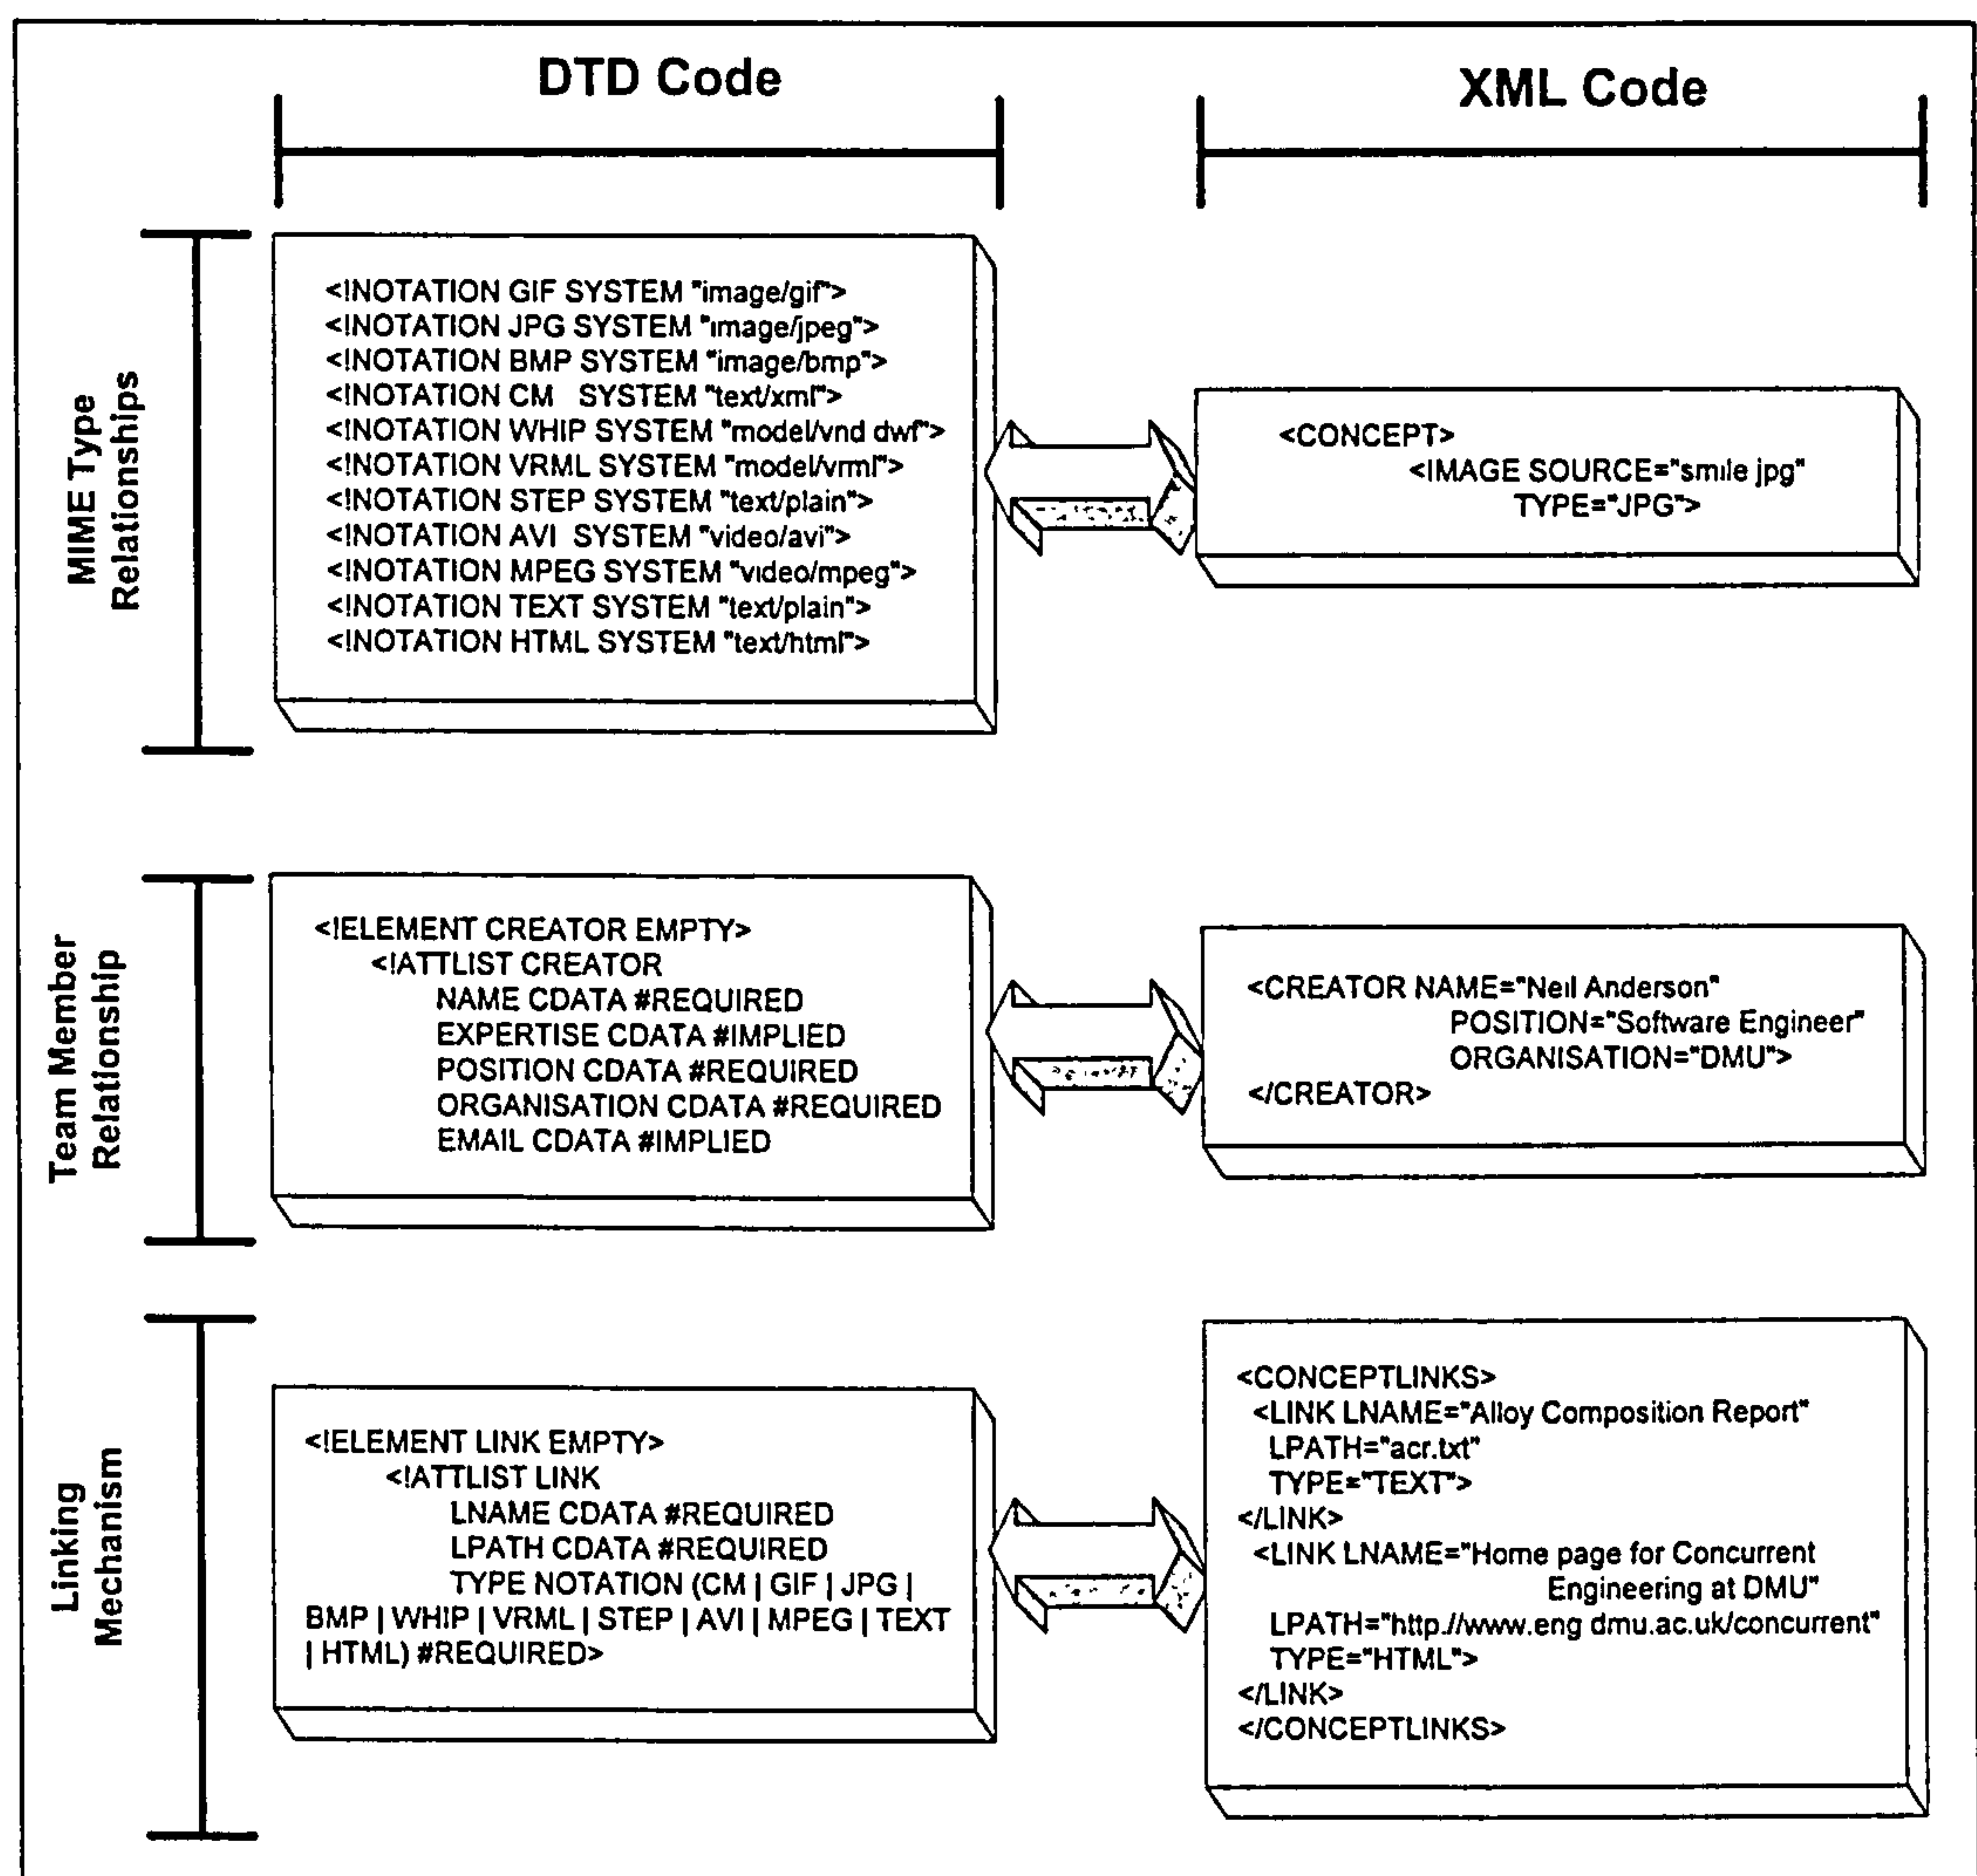 DTD Code
XML Code
MIME Type
Relationships
<!NOTATION GIF SYSTEM "image/gif">
<!NOTATION JPG SYSTEM "image/jpeg">
<!NOTATION BMP SYSTEM "image/bmp">
<!NOTATION CM SYSTEM "text/xml">
<!NOTATION WHIP SYSTEM "model/vnd dwf">
<!NOTATION VRML SYSTEM "model/vrml">
<!NOTATION STEP SYSTEM "text/plain">
<!NOTATION AVI SYSTEM "video/avi">
<!NOTATION MPEG SYSTEM "video/mpeg">
<!NOTATION TEXT SYSTEM "text/plain">
<!NOTATION HTML SYSTEM "text/html">
<CONCEPT>
<IMAGE SOURCE="smile jpg"
TYPE="JPG">
Team Member
Relationship
<!ELEMENT CREATOR EMPTY>
<!ATTLIST CREATOR
NAME CDATA #REQUIRED
EXPERTISE CDATA #IMPLIED
POSITION CDATA #REQUIRED
ORGANISATION CDATA #REQUIRED
EMAIL CDATA #IMPLIED
<CREATOR NAME="Neil Anderson"
POSITION="Software Engineer"
ORGANISATION="DMU">
</CREATOR>
Linking
Mechanism
<!ELEMENT LINK EMPTY>
<!ATTLIST LINK
LNAME CDATA #REQUIRED
LPATH CDATA #REQUIRED
TYPE NOTATION (CM | GIF | JPG |
BMP | WHIP | VRML | STEP | AVI | MPEG | TEXT
| HTML) #REQUIRED>
<CONCEPTLINKS>
<LINK LNAME="Alloy Composition Report"
LPATH="acr.txt"
TYPE="TEXT">
</LINK>
<LINK LNAME="Home page for Concurrent
Engineering at DMU"
LPATH="http.//www.eng dmu.ac.uk/concurrent"
TYPE="HTML">
</LINK>
</CONCEPTLINKS>